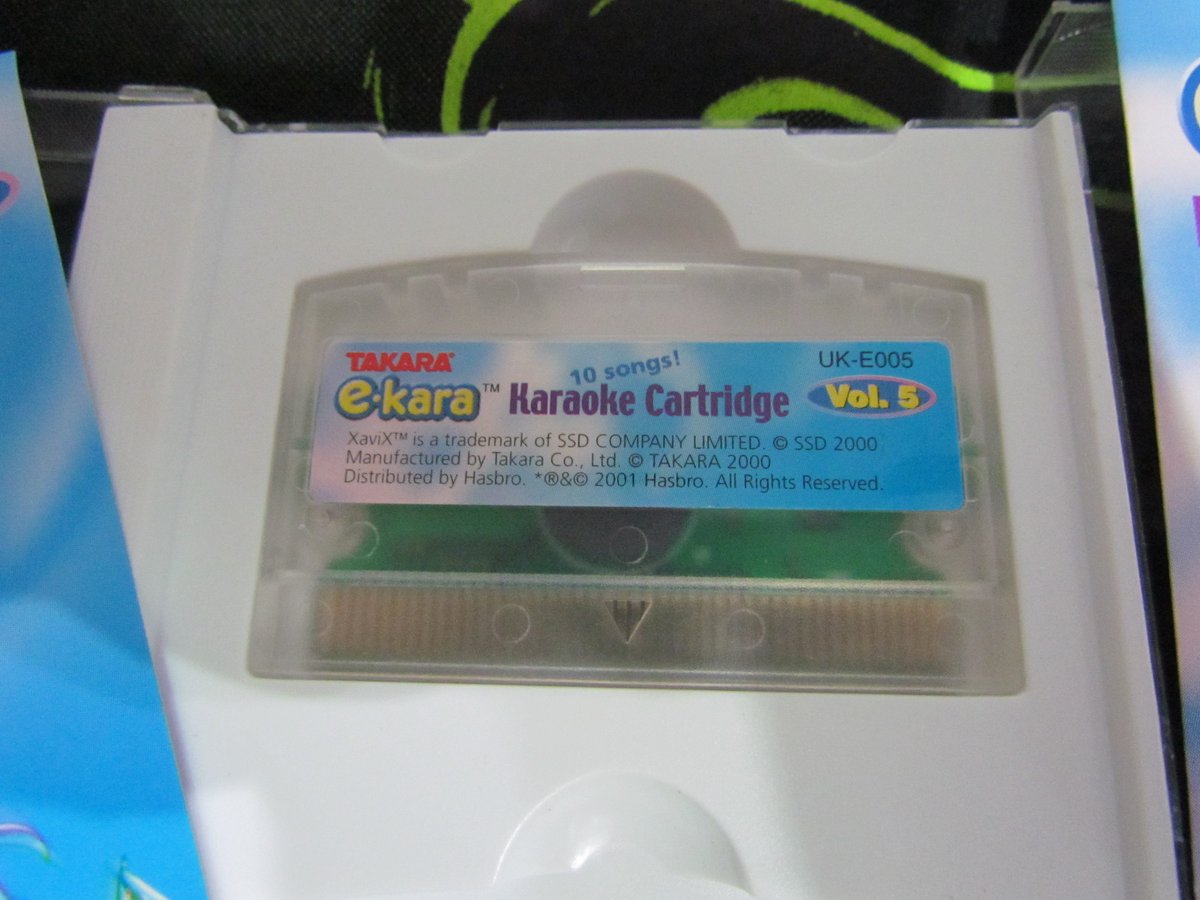 TAKARA®
10 songs!
UK-E005
e·kara™ Karaoke Cartridge Vol. 5
XaviX™ is a trademark of SSD COMPANY LIMITED. © SSD 2000
Manufactured by Takara Co., Ltd. © TAKARA 2000
Distributed by Hasbro. *®&© 2001 Hasbro. All Rights Reserved.